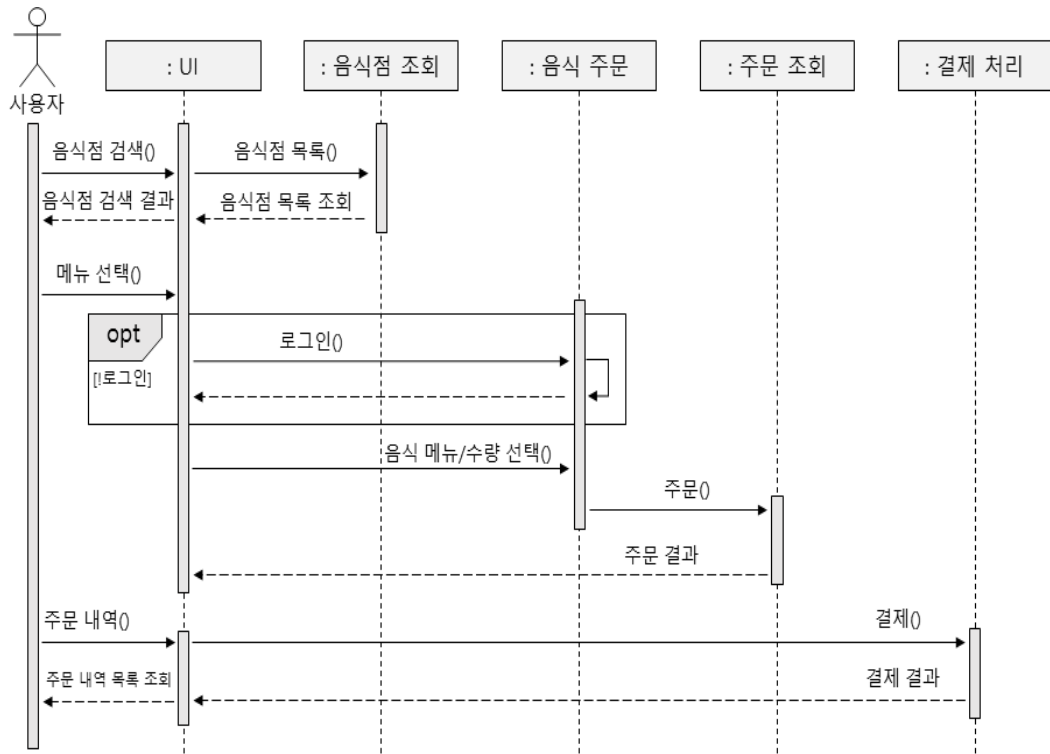 사용자
: UI
: 음식점 조회
: 음식 주문
: 주문 조회
: 결제 처리
음식점 검색()
음식점 목록()
음식점 검색 결과
음식점 목록 조회
메뉴 선택()
opt
[!로그인]
로그인()
음식 메뉴/수량 선택()
주문()
주문 결과
주문 내역()
결제()
주문 내역 목록 조회
결제 결과